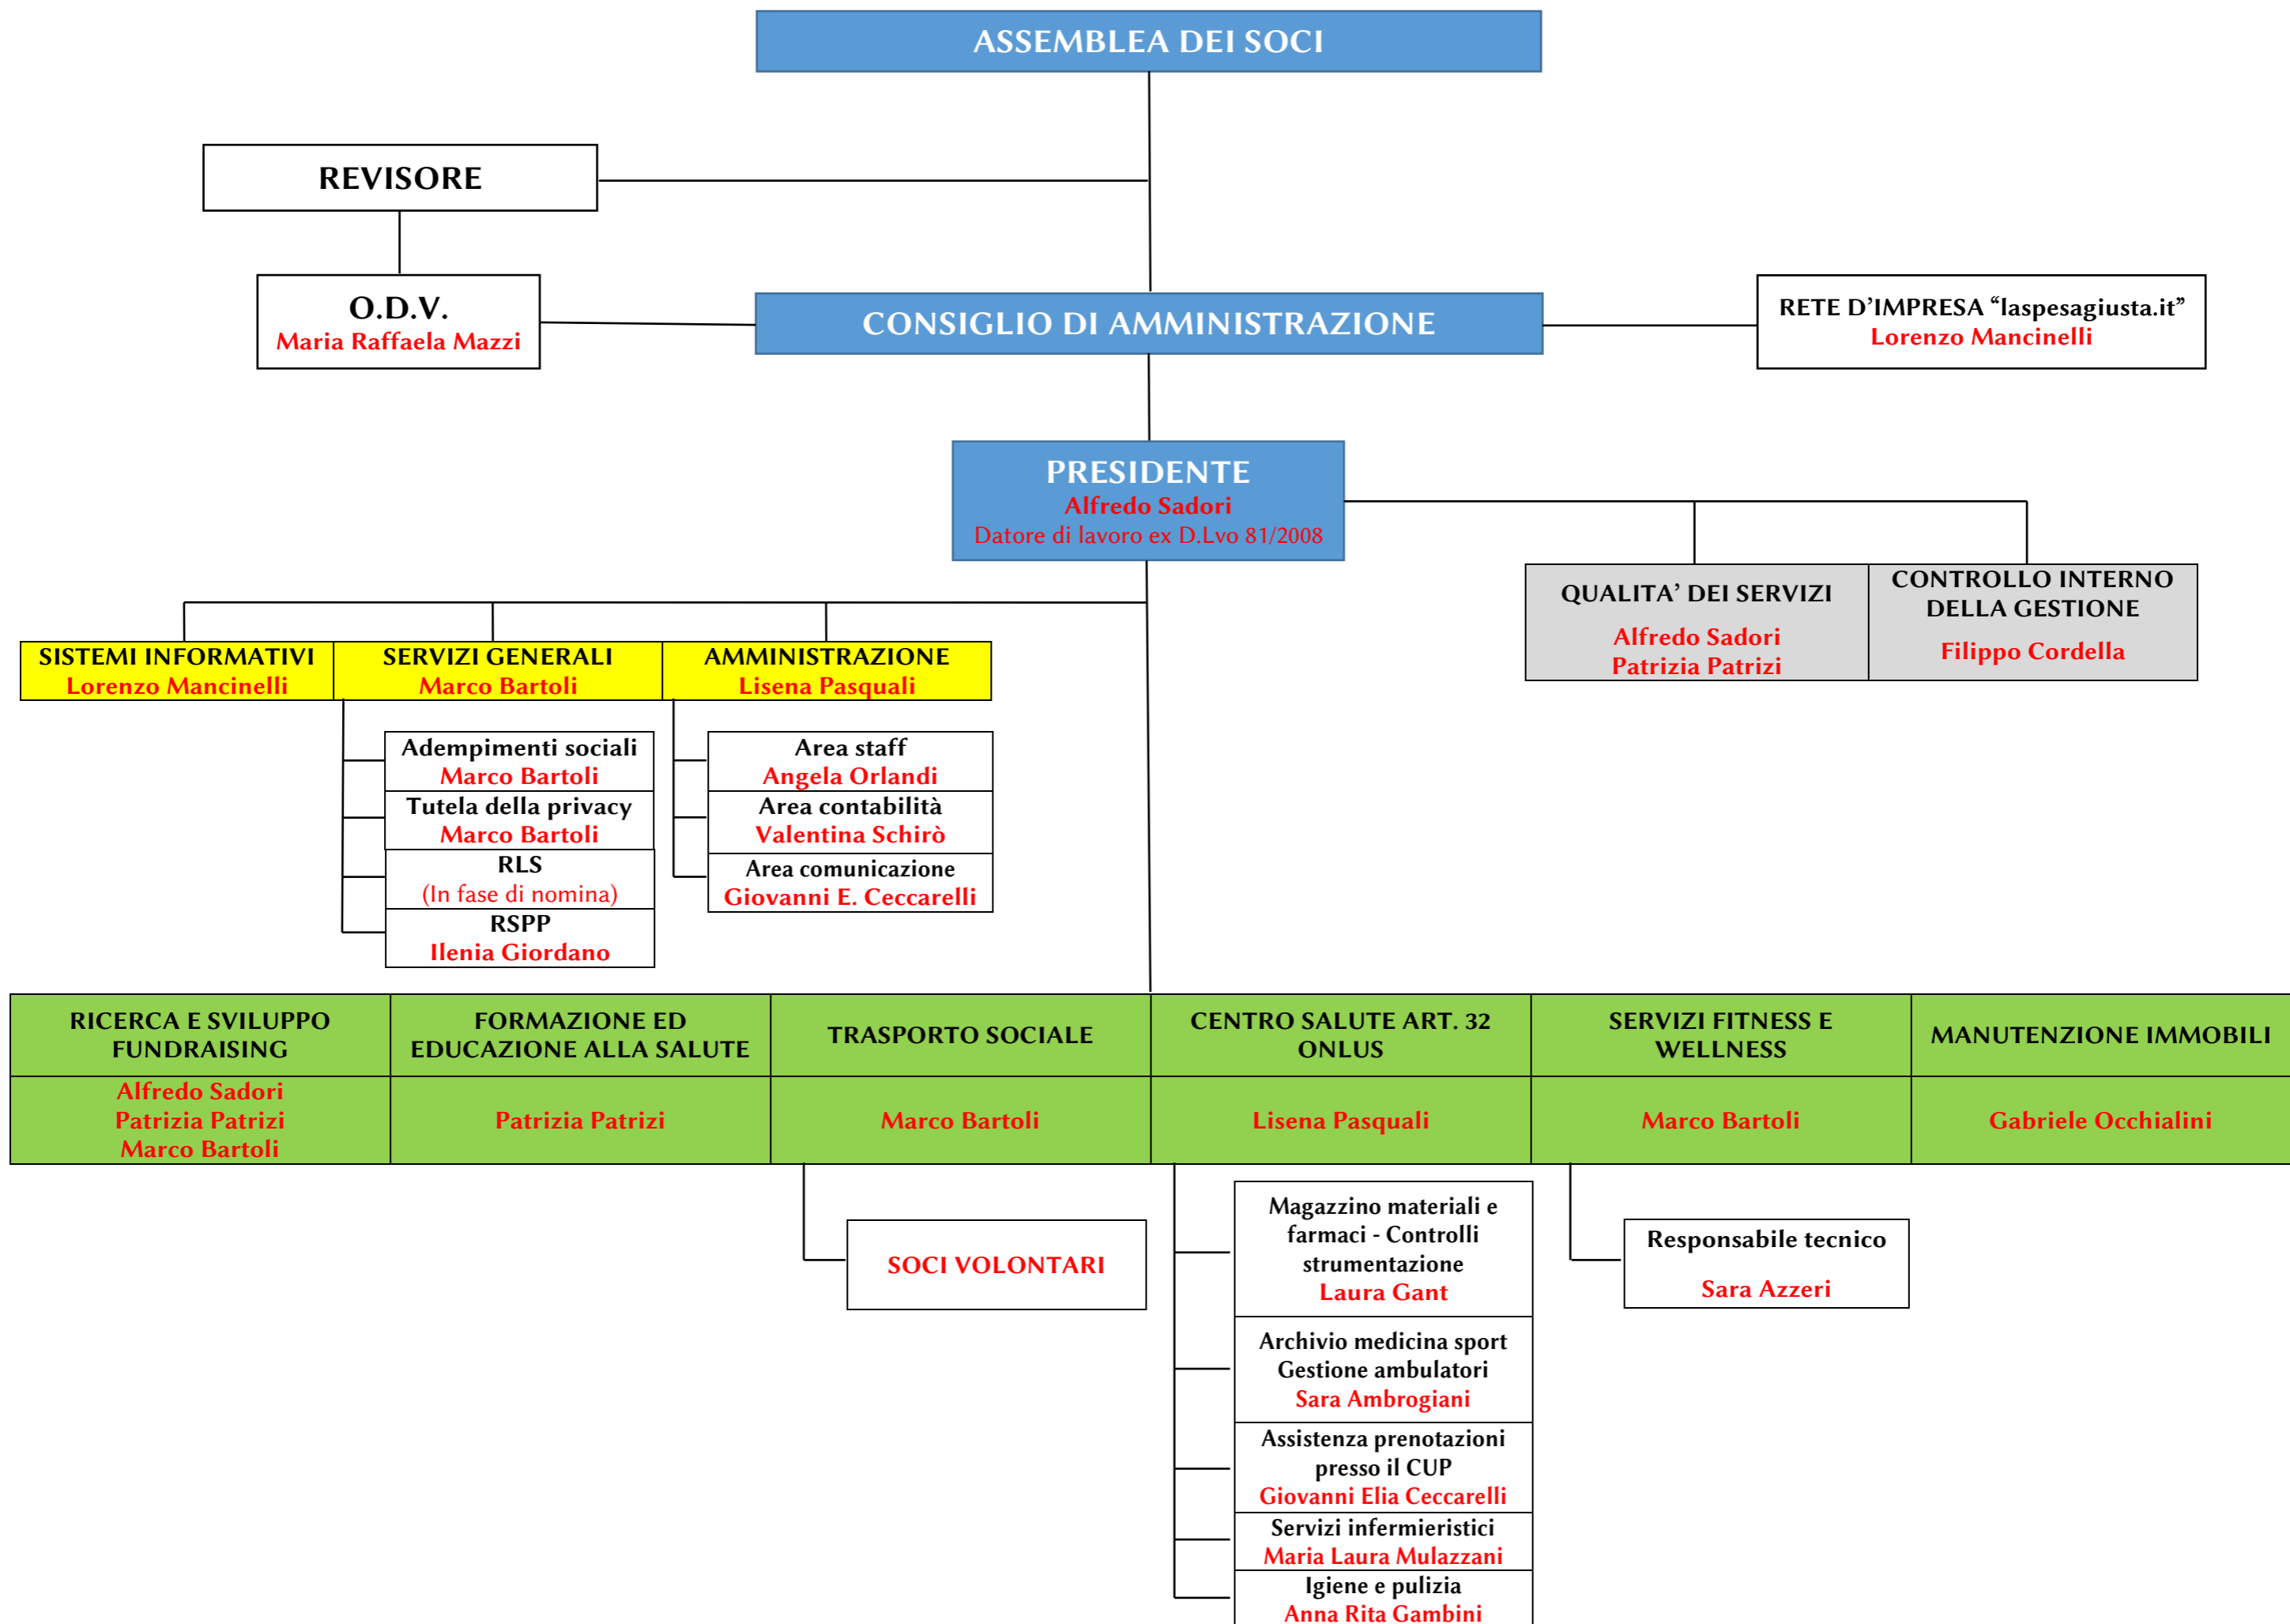 ASSEMBLEA DEI SOCI
REVISORE
O.D.V.
Maria Raffaela Mazzi
CONSIGLIO DI AMMINISTRAZIONE
RETE D’IMPRESA “laspesagiusta.it”
Lorenzo Mancinelli
PRESIDENTE
Alfredo Sadori
Datore di lavoro ex D.Lvo 81/2008
QUALITA’ DEI SERVIZI
Alfredo Sadori
Patrizia Patrizi
CONTROLLO INTERNO
DELLA GESTIONE
Filippo Cordella
SISTEMI INFORMATIVI
Lorenzo Mancinelli
SERVIZI GENERALI
Marco Bartoli
AMMINISTRAZIONE
Lisena Pasquali
Adempimenti sociali
Marco Bartoli
Tutela della privacy
Marco Bartoli
RLS
(In fase di nomina)
RSPP
Ilenia Giordano
Area staff
Angela Orlandi
Area contabilità
Valentina Schirò
Area comunicazione
Giovanni E. Ceccarelli
RICERCA E SVILUPPO
FUNDRAISING
Alfredo Sadori
Patrizia Patrizi
Marco Bartoli
FORMAZIONE ED
EDUCAZIONE ALLA SALUTE
Patrizia Patrizi
TRASPORTO SOCIALE
Marco Bartoli
CENTRO SALUTE ART. 32
ONLUS
Lisena Pasquali
SERVIZI FITNESS E
WELLNESS
Marco Bartoli
MANUTENZIONE IMMOBILI
Gabriele Occhialini
SOCI VOLONTARI
Magazzino materiali e
farmaci - Controlli
strumentazione
Laura Gant
Archivio medicina sport
Gestione ambulatori
Sara Ambrogiani
Assistenza prenotazioni
presso il CUP
Giovanni Elia Ceccarelli
Servizi infermieristici
Maria Laura Mulazzani
Igiene e pulizia
Anna Rita Gambini
Responsabile tecnico
Sara Azzeri